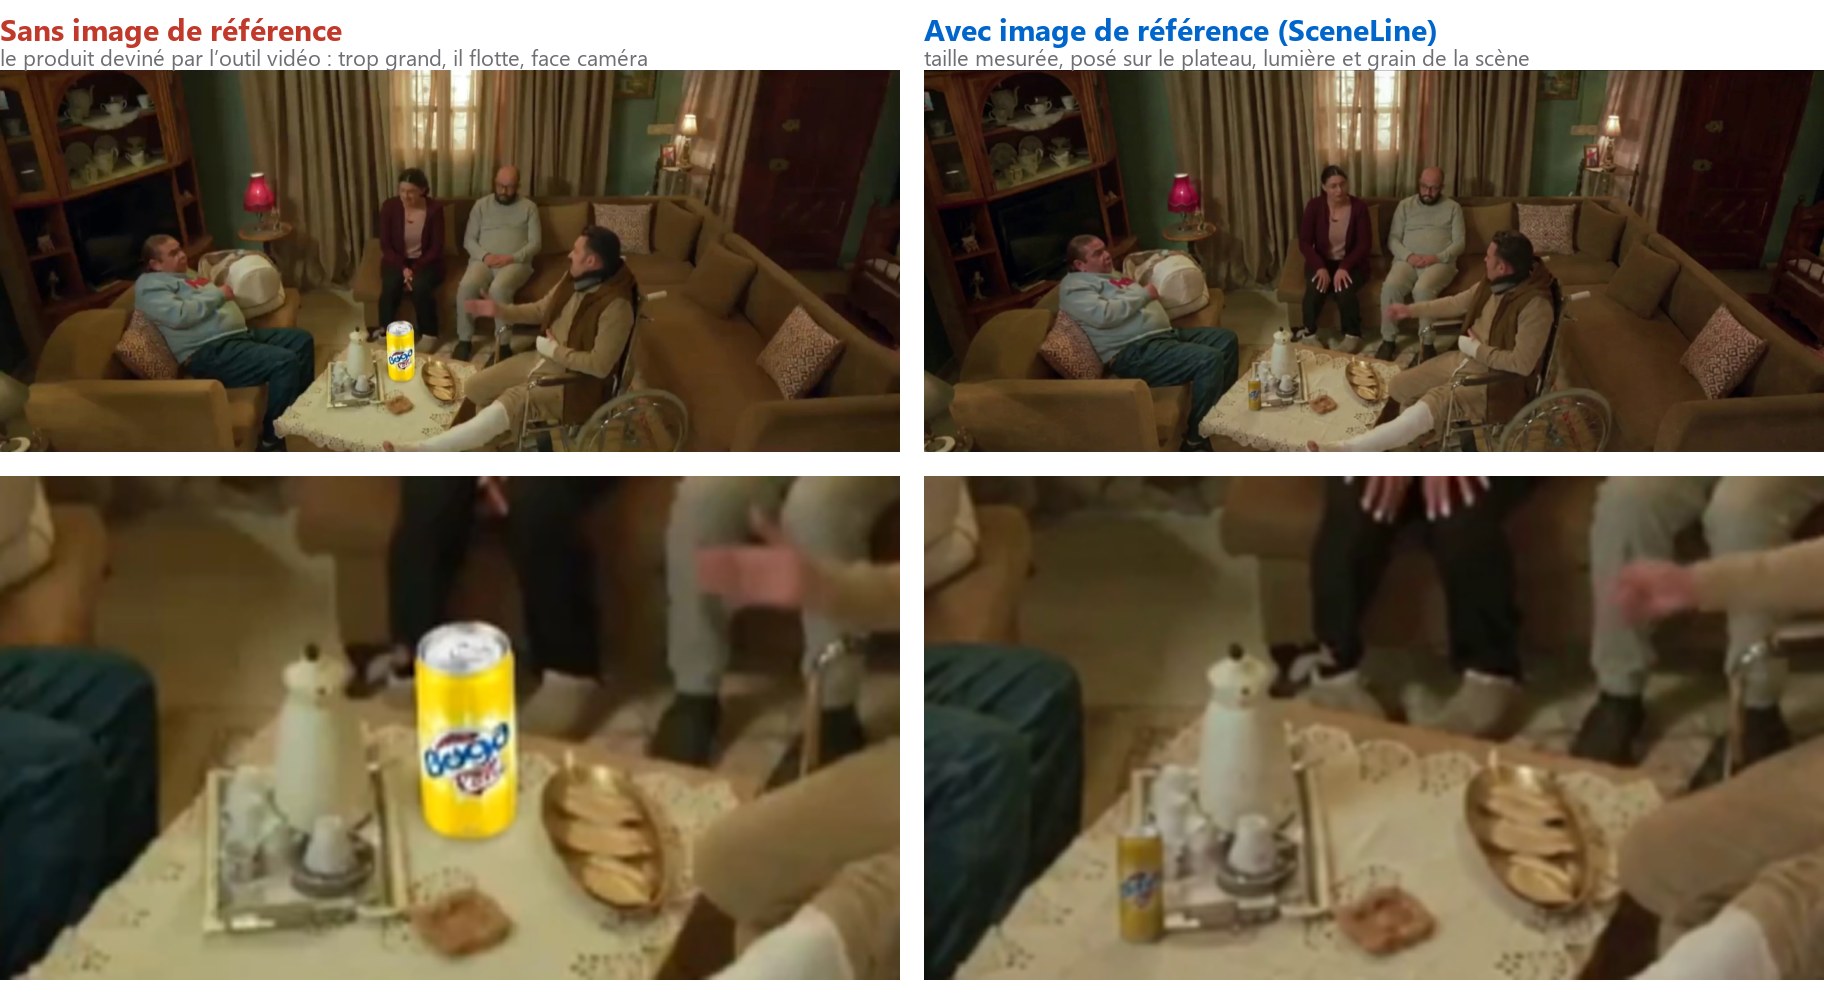 Sans image de référence
le produit deviné par l’outil vidéo : trop grand, il flotte, face caméra
Avec image de référence (SceneLine)
taille mesurée, posé sur le plateau, lumière et grain de la scène
Boga